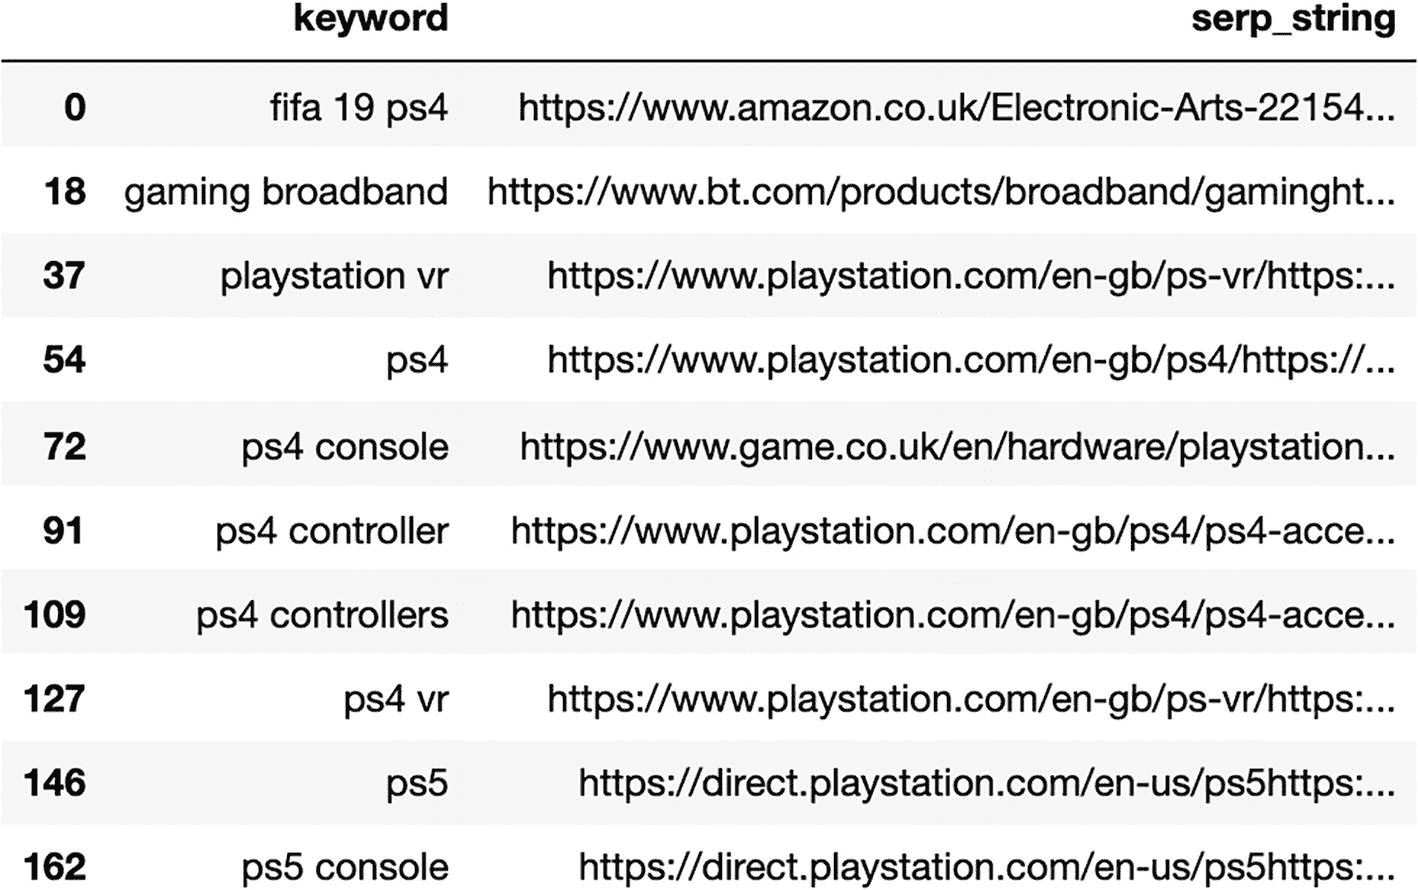 keyword serp_string
0 fifa 19 ps4 https://www.amazon.co.uk/Electronic-Arts-22154...
18 gaming broadband https://www.bt.com/products/broadband/gaminght...
37 playstation vr https://www.playstation.com/en-gb/ps-vr/https:...
54 ps4 https://www.playstation.com/en-gb/ps4/https://...
72 ps4 console https://www.game.co.uk/en/hardware/playstation...
91 ps4 controller https://www.playstation.com/en-gb/ps4/ps4-acce...
109 ps4 controllers https://www.playstation.com/en-gb/ps4/ps4-acce...
127 ps4 vr https://www.playstation.com/en-gb/ps-vr/https:...
146 ps5 https://direct.playstation.com/en-us/ps5https:...
162 ps5 console https://direct.playstation.com/en-us/ps5https:...